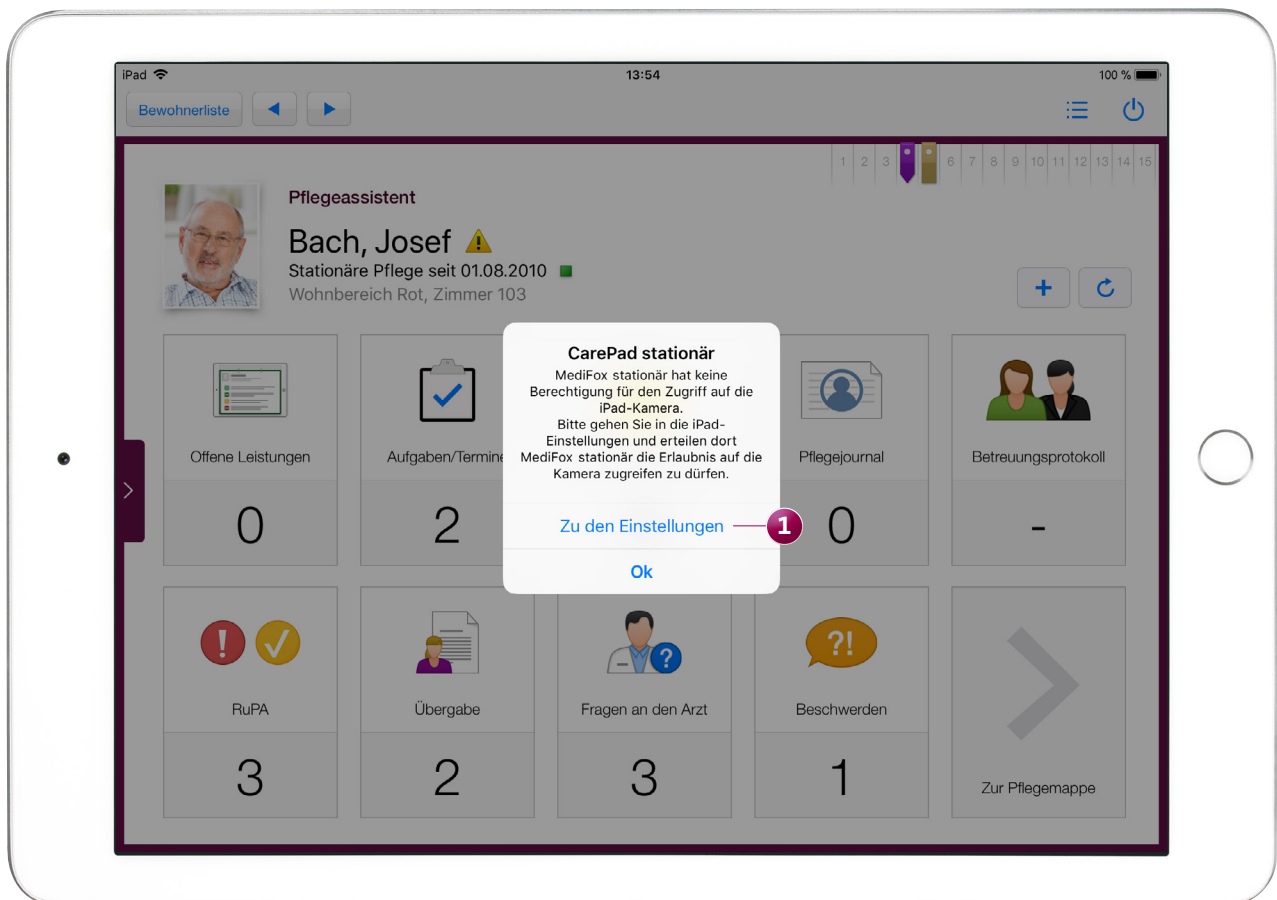 iPad 13:54 100 %
Bewohnerliste
1 2 3 6 7 8 9 10 11 12 13 14 15
Pflegeassistent
Bach, Josef
Stationäre Pflege seit 01.08.2010
Wohnbereich Rot, Zimmer 103
CarePad stationär
MediFox stationär hat keine
Berechtigung für den Zugriff auf die
iPad-Kamera.
Bitte gehen Sie in die iPad-
Einstellungen und erteilen dort
MediFox stationär die Erlaubnis auf die
Kamera zugreifen zu dürfen.
Zu den Einstellungen 1
Ok
Offene Leistungen
0
Aufgaben/Termine
2
Pflegejournal
0
Betreuungsprotokoll
-
RuPA
3
Übergabe
2
?
Fragen an den Arzt
3
?!
Beschwerden
1
Zur Pflegemappe